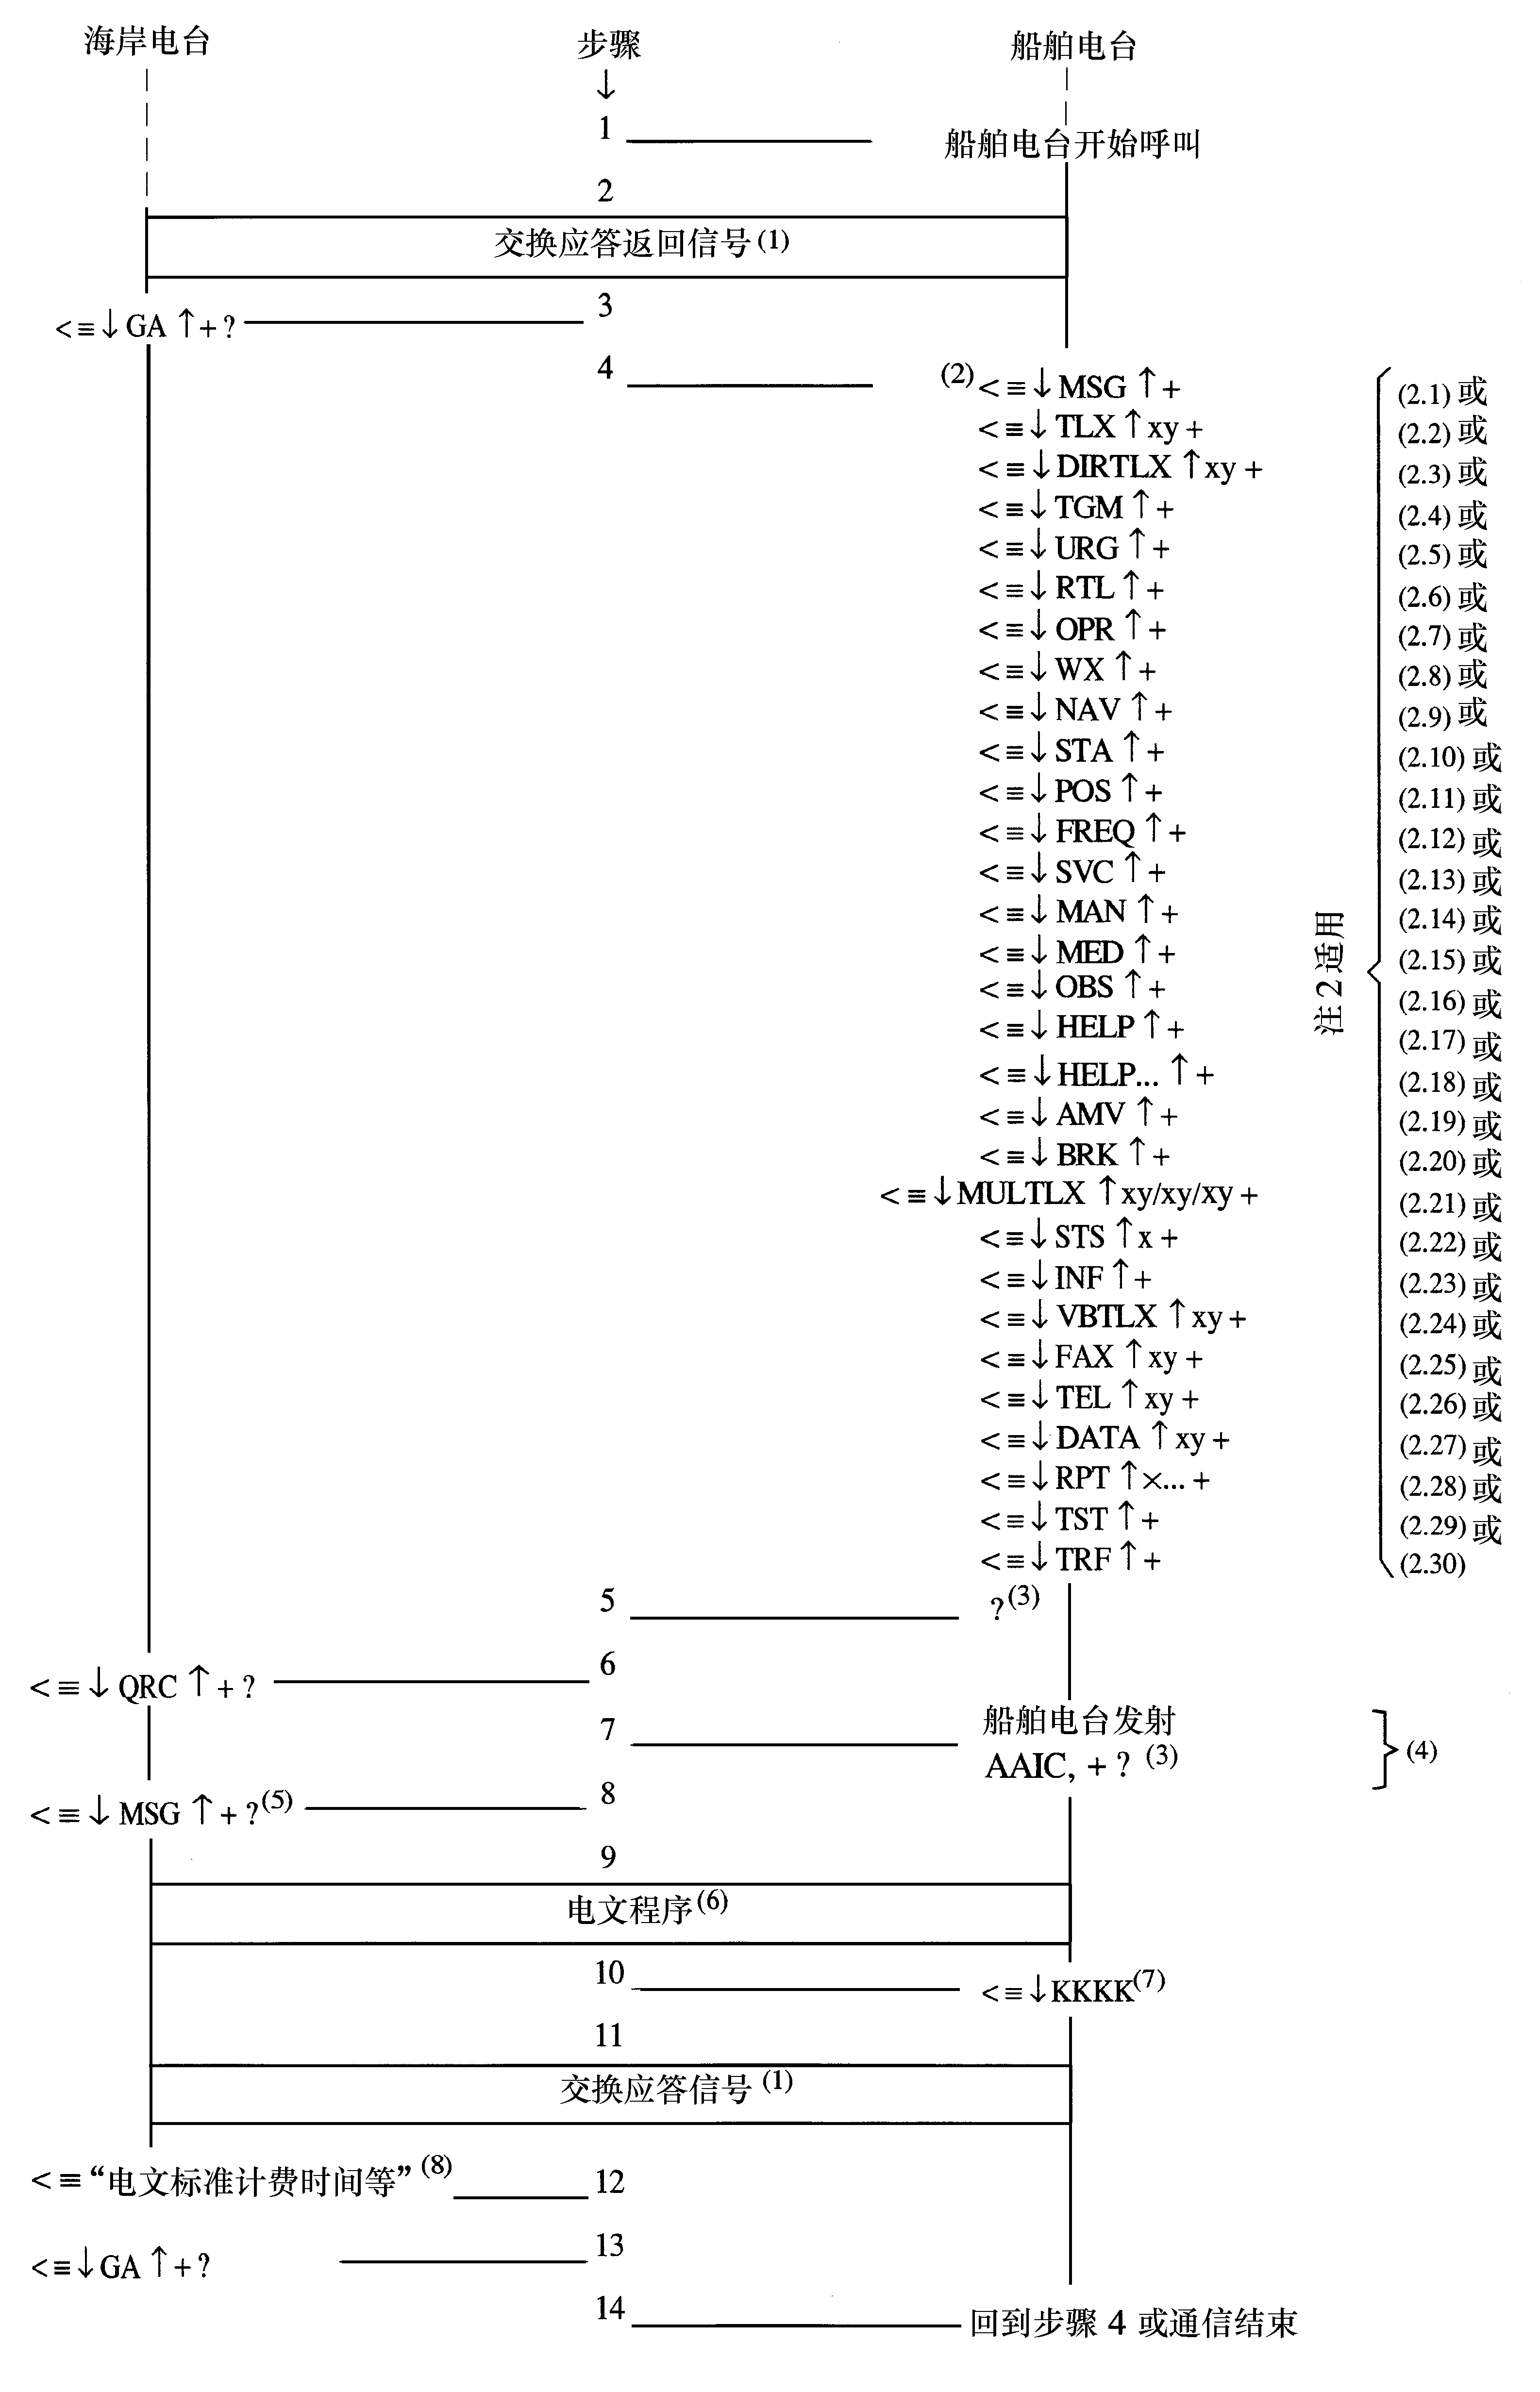 海岸电台 步骤 船舶电台
↓
1 船舶电台开始呼叫
2
交换应答返回信号(1)
3
<≡↓GA↑+?
4 (2)<≡↓MSG↑+ (2.1)或
<≡↓TLX↑xy+ (2.2)或
<≡↓DIRTLX↑xy+ (2.3)或
<≡↓TGM↑+ (2.4)或
<≡↓URG↑+ (2.5)或
<≡↓RTL↑+ (2.6)或
<≡↓OPR↑+ (2.7)或
<≡↓WX↑+ (2.8)或
<≡↓NAV↑+ (2.9)或
<≡↓STA↑+ (2.10)或
<≡↓POS↑+ (2.11)或
<≡↓FREQ↑+ (2.12)或
<≡↓SVC↑+ (2.13)或
<≡↓MAN↑+ (2.14)或
<≡↓MED↑+ (2.15)或
注2适用
<≡↓OBS↑+ (2.16)或
<≡↓HELP↑+ (2.17)或
<≡↓HELP...↑+ (2.18)或
<≡↓AMV↑+ (2.19)或
<≡↓BRK↑+ (2.20)或
<≡↓MULTLX↑xy/xy/xy+ (2.21)或
<≡↓STS↑x+ (2.22)或
<≡↓INF↑+ (2.23)或
<≡↓VBTLX↑xy+ (2.24)或
<≡↓FAX↑xy+ (2.25)或
<≡↓TEL↑xy+ (2.26)或
<≡↓DATA↑xy+ (2.27)或
<≡↓RPT↑×...+ (2.28)或
<≡↓TST↑+ (2.29)或
<≡↓TRF↑+ (2.30)
5 ?(3)
6
<≡↓QRC↑+?
7 船舶电台发射
AAIC, +?(3) (4)
8
<≡↓MSG↑+?(5)
9
电文程序(6)
10 <≡↓KKKK(7)
11
交换应答信号(1)
<≡“电文标准计费时间等”(8) 12
13
<≡↓GA↑+?
14 回到步骤 4 或通信结束